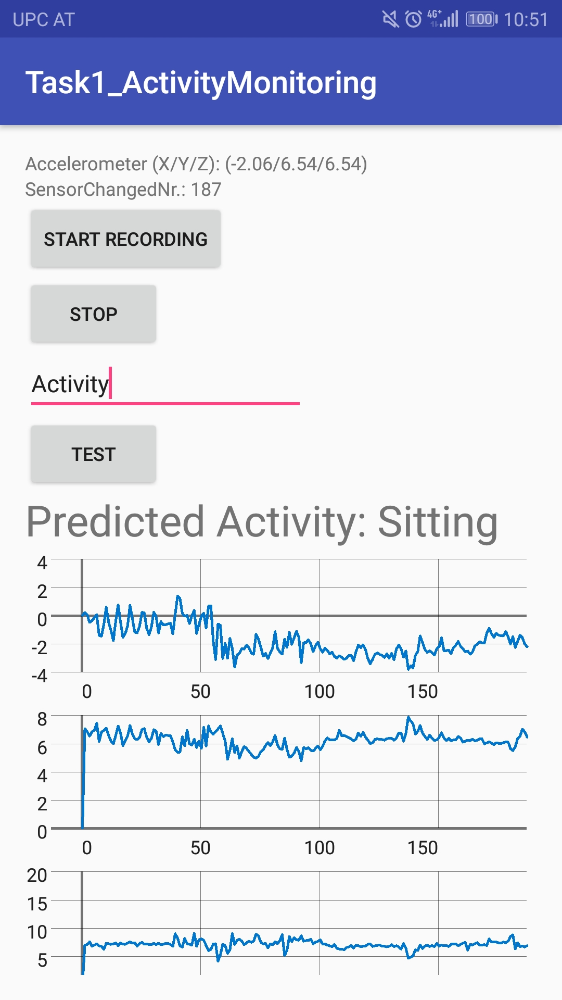 UPC AT 4G+ 100 10:51
Task1_ActivityMonitoring
Accelerometer (X/Y/Z): (-2.06/6.54/6.54)
SensorChangedNr.: 187
START RECORDING
STOP
Activity
TEST
Predicted Activity: Sitting
4
2
0
-2
-4
0 50 100 150
8
6
4
2
0
0 50 100 150
20
15
10
5